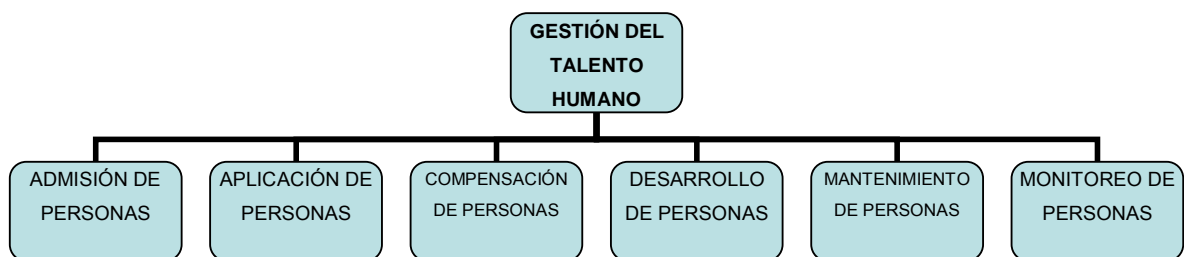 GESTIÓN DEL
TALENTO
HUMANO
ADMISIÓN DE
PERSONAS
APLICACIÓN DE
PERSONAS
COMPENSACIÓN
DE PERSONAS
DESARROLLO
DE PERSONAS
MANTENIMIENTO
DE PERSONAS
MONITOREO DE
PERSONAS